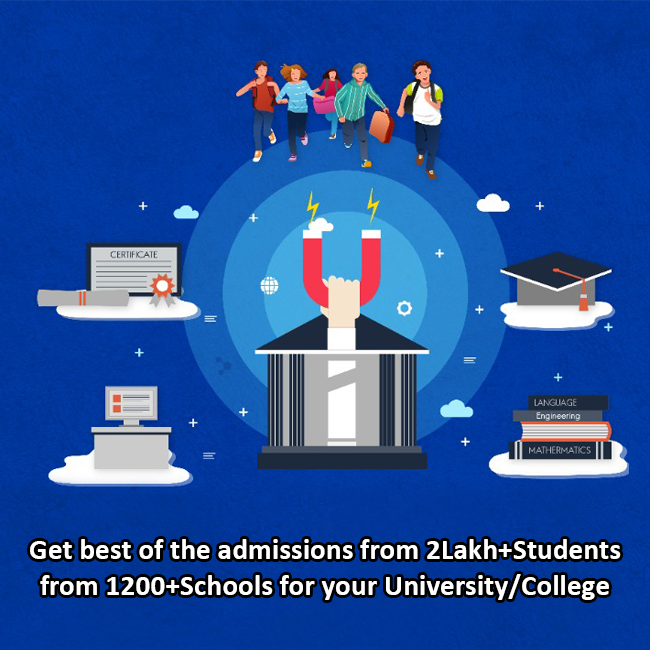 CERTIFICATE
LANGUAGE
Engineering
MATHERMATICS
Get best of the admissions from 2Lakh+Students
from 1200+Schools for your University/College